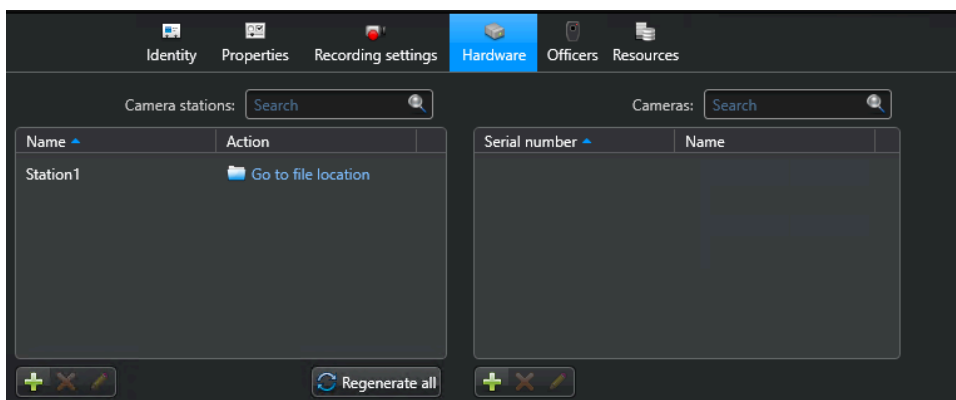 Identity Properties Recording settings Hardware Officers Resources
Camera stations: Search Cameras: Search
Name Action Serial number Name
Station1 Go to file location
Regenerate all